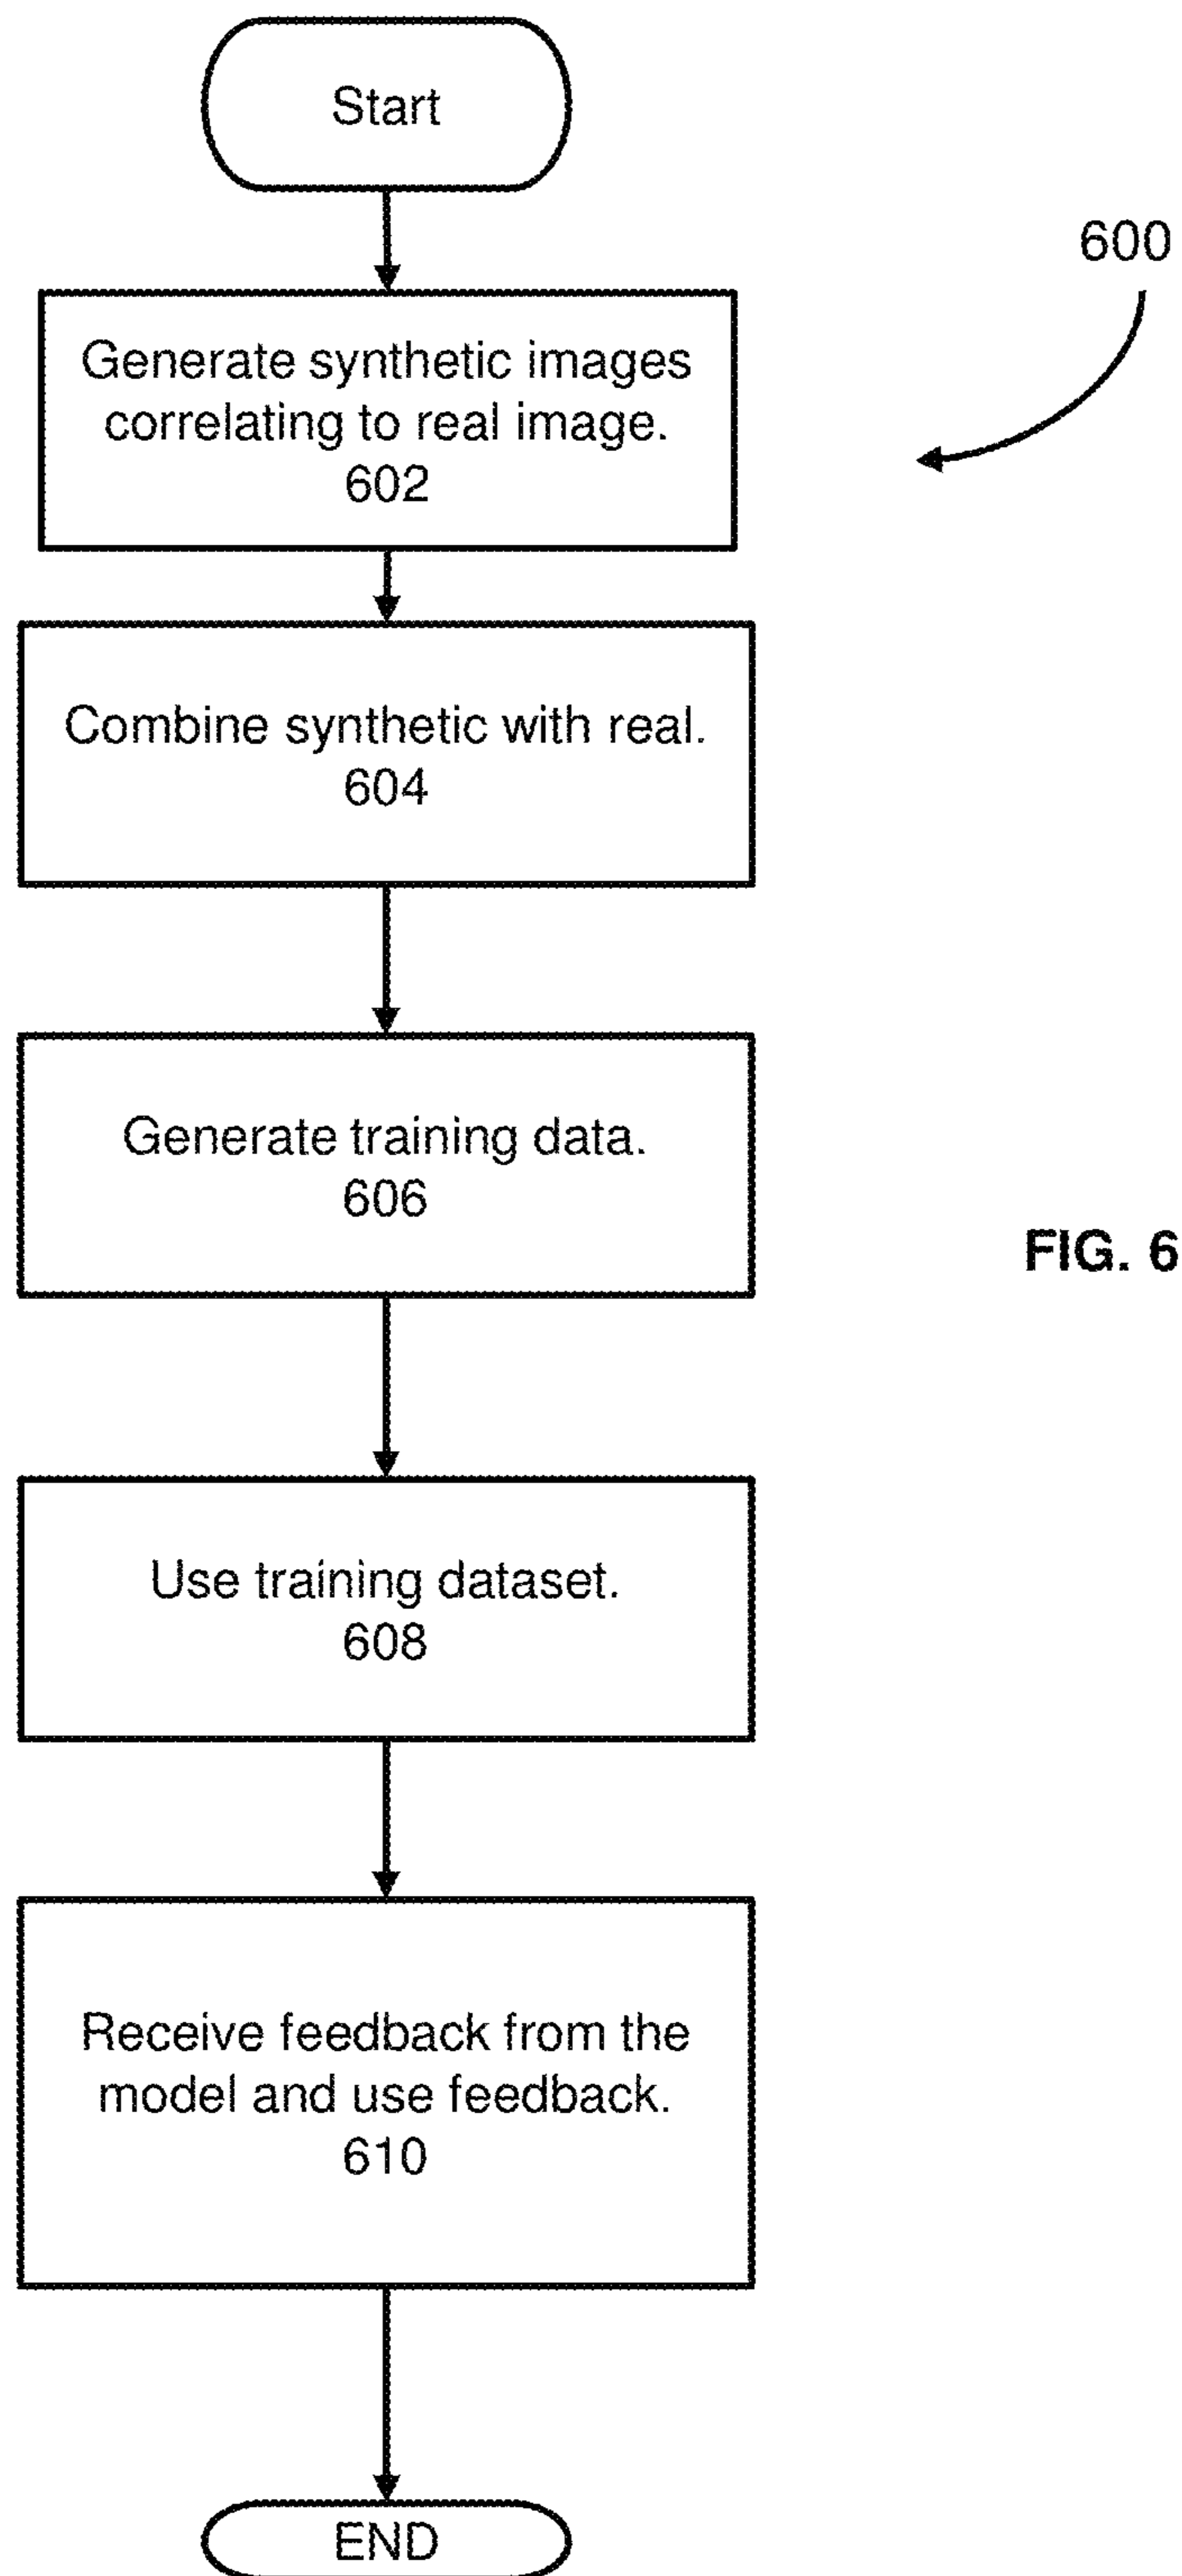 Start
600
Generate synthetic images
correlating to real image.
602
Combine synthetic with real.
604
Generate training data.
606
FIG. 6
Use training dataset.
608
Receive feedback from the
model and use feedback.
610
END